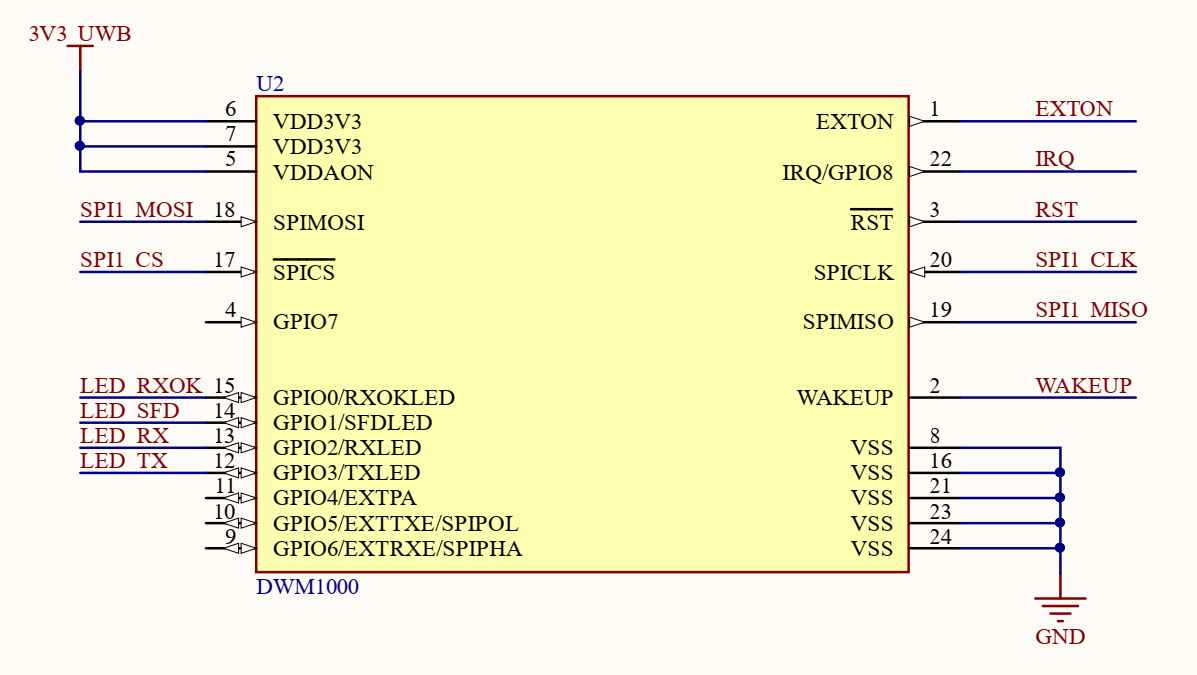 3V3_UWB
U2
6 VDD3V3
7 VDD3V3
5 VDDAON
SPI1_MOSI 18 SPIMOSI
SPI1_CS 17 SPICS
4 GPIO7
LED_RXOK 15 GPIO0/RXOKLED
LED_SFD 14 GPIO1/SFDLED
LED_RX 13 GPIO2/RXLED
LED_TX 12 GPIO3/TXLED
11 GPIO4/EXTPA
10 GPIO5/EXTTXE/SPIPOL
9 GPIO6/EXTRXE/SPIPHA
EXTON 1 EXTON
IRQ/GPIO8 22 IRQ
RST 3 RST
SPICLK 20 SPI1_CLK
SPIMISO 19 SPI1_MISO
WAKEUP 2 WAKEUP
VSS 8
VSS 16
VSS 21
VSS 23
VSS 24
DWM1000
GND